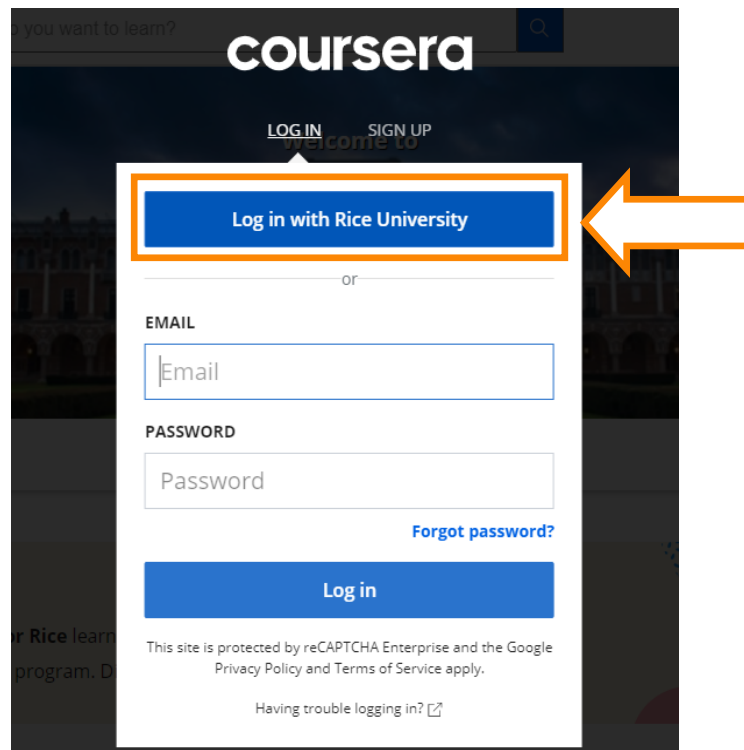 o you want to learn?
coursera
LOG IN SIGN UP
Welcome to
Log in with Rice University
or
EMAIL
Email
PASSWORD
Password
Forgot password?
Log in
or Rice learn
program. D
This site is protected by reCAPTCHA Enterprise and the Google
Privacy Policy and Terms of Service apply.
Having trouble logging in?